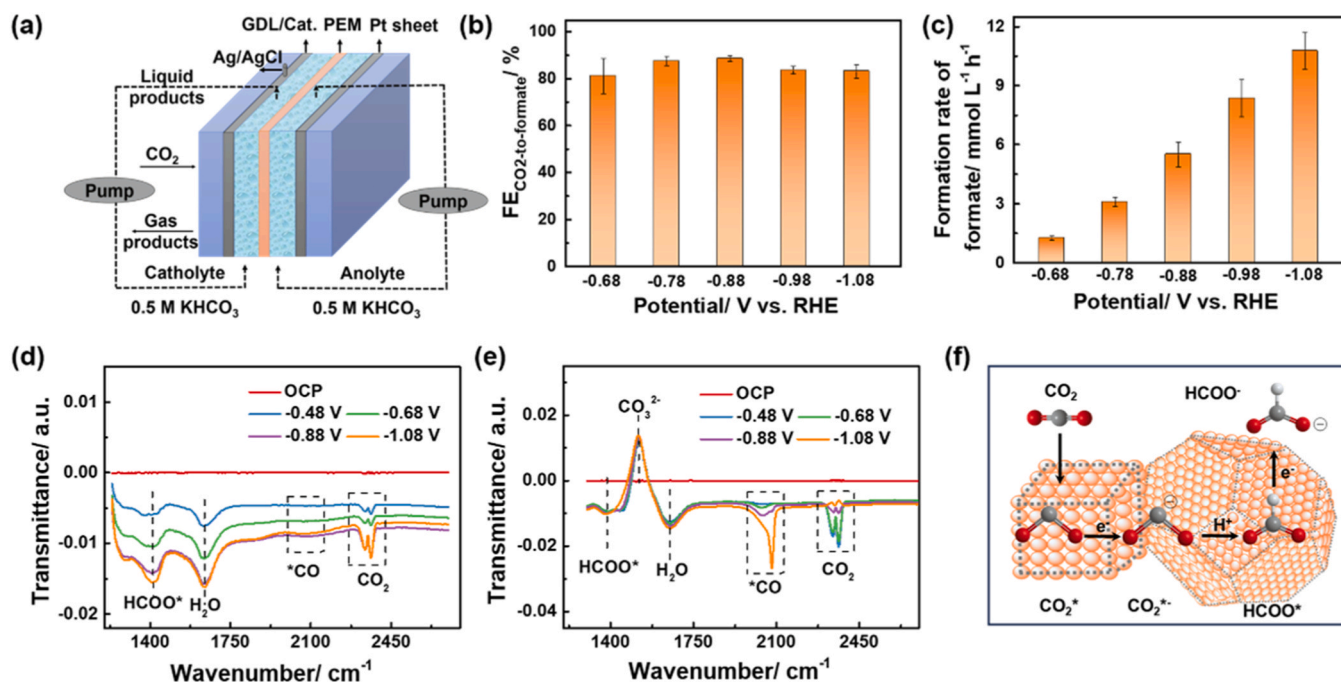 (a)
GDL/Cat. PEM Pt sheet
Ag/AgCl
Liquid
products
CO2
Pump
Pump
Gas
products
Catholyte
Anolyte
0.5 M KHCO3
0.5 M KHCO3
(b)
FECO2-to-formate/ %
100
80
60
40
20
0
-0.68
-0.78
-0.88
-0.98
-1.08
Potential/ V vs. RHE
(c)
Formation rate of
formate/ mmol L-1 h-1
12
9
6
3
0
-0.68
-0.78
-0.88
-0.98
-1.08
Potential/ V vs. RHE
(d)
Transmittance/ a.u.
0.01
0.00
-0.01
-0.02
OCP
-0.48 V
-0.68 V
-0.88 V
-1.08 V
HCOO*
H2O
*CO
CO2
1400
1750
2100
2450
Wavenumber/ cm-1
(e)
Transmittance/ a.u.
0.02
0.00
-0.02
-0.04
CO3 2-
OCP
-0.48 V
-0.68 V
-0.88 V
-1.08 V
HCOO*
H2O
*CO
CO2
1400
1750
2100
2450
Wavenumber/ cm-1
(f)
CO2
HCOO-
e-
e-
H+
CO2*
CO2*-
HCOO*